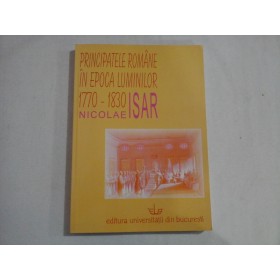 PRINCIPATELE ROMÂNE
ÎN EPOCA LUMINILOR
1770 - 1830 ISAR
NICOLAE
editura universității din bucurești